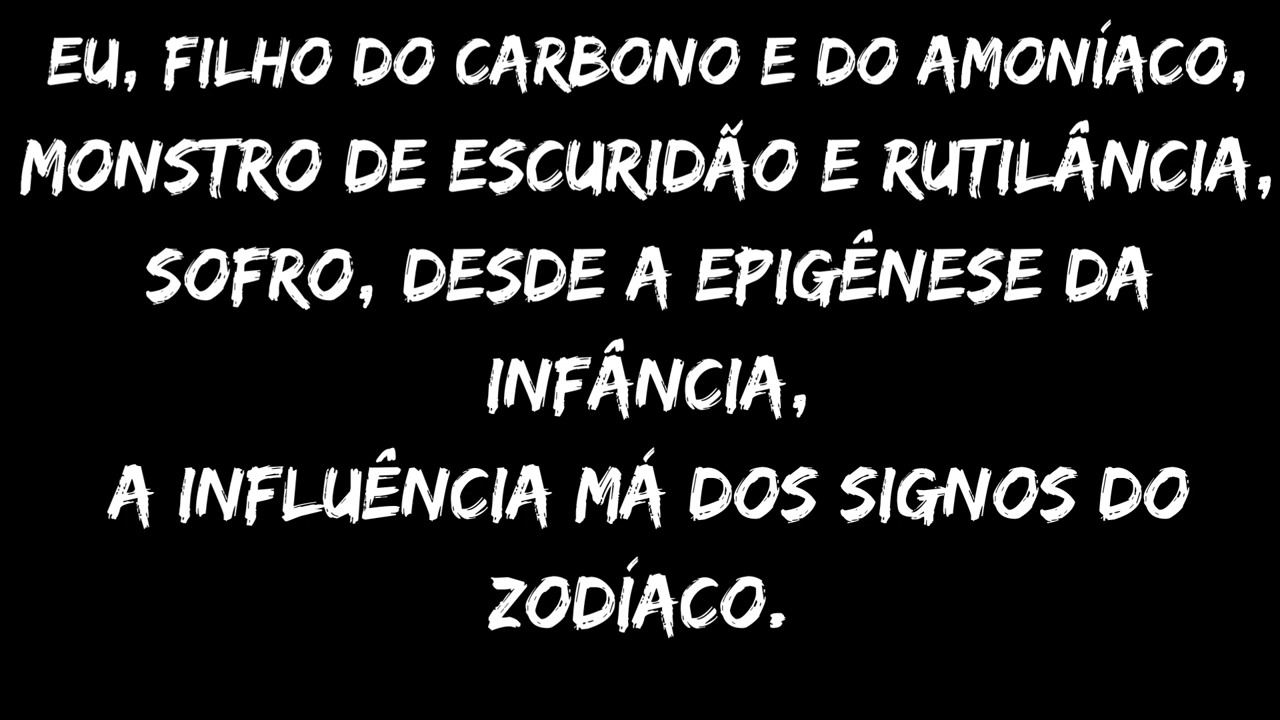 EU, FILHO DO CARBONO E DO AMONÍACO,
MONSTRO DE ESCURIDÃO E RUTILÂNCIA,
SOFRO, DESDE A EPIGÊNESE DA
INFÂNCIA,
A INFLUÊNCIA MÁ DOS SIGNOS DO
ZODÍACO.